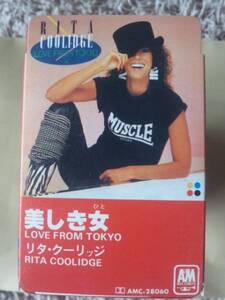 RITA
COOLIDGE
LOVE FROM TOKYO
MUSCLE
ひと
美しき女
LOVE FROM TOKYO
リタ・クーリッジ
RITA COOLIDGE
AMC-28060
AM